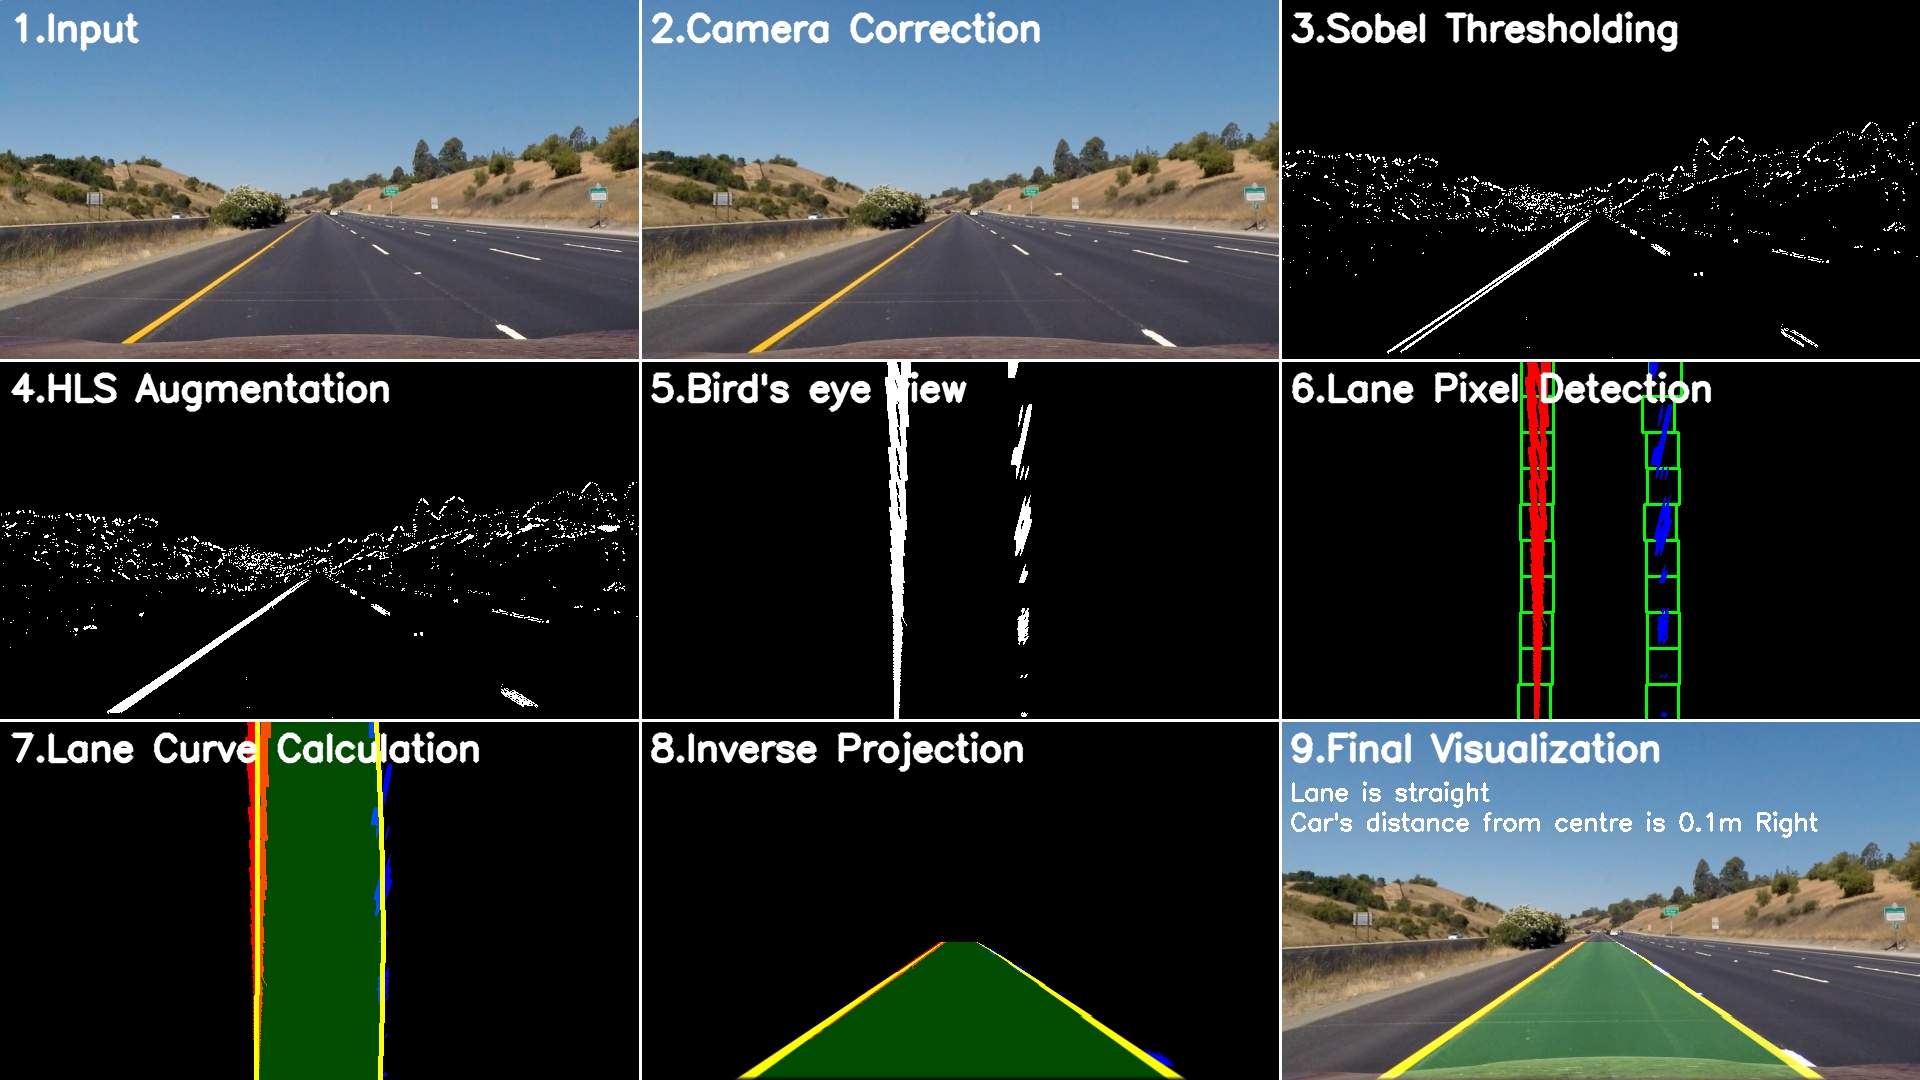 1.Input
2.Camera Correction
3.Sobel Thresholding
4.HLS Augmentation
5.Bird's eye View
6.Lane Pixel Detection
7.Lane Curve Calculation
8.Inverse Projection
9.Final Visualization
Lane is straight
Car's distance from centre is 0.1m Right